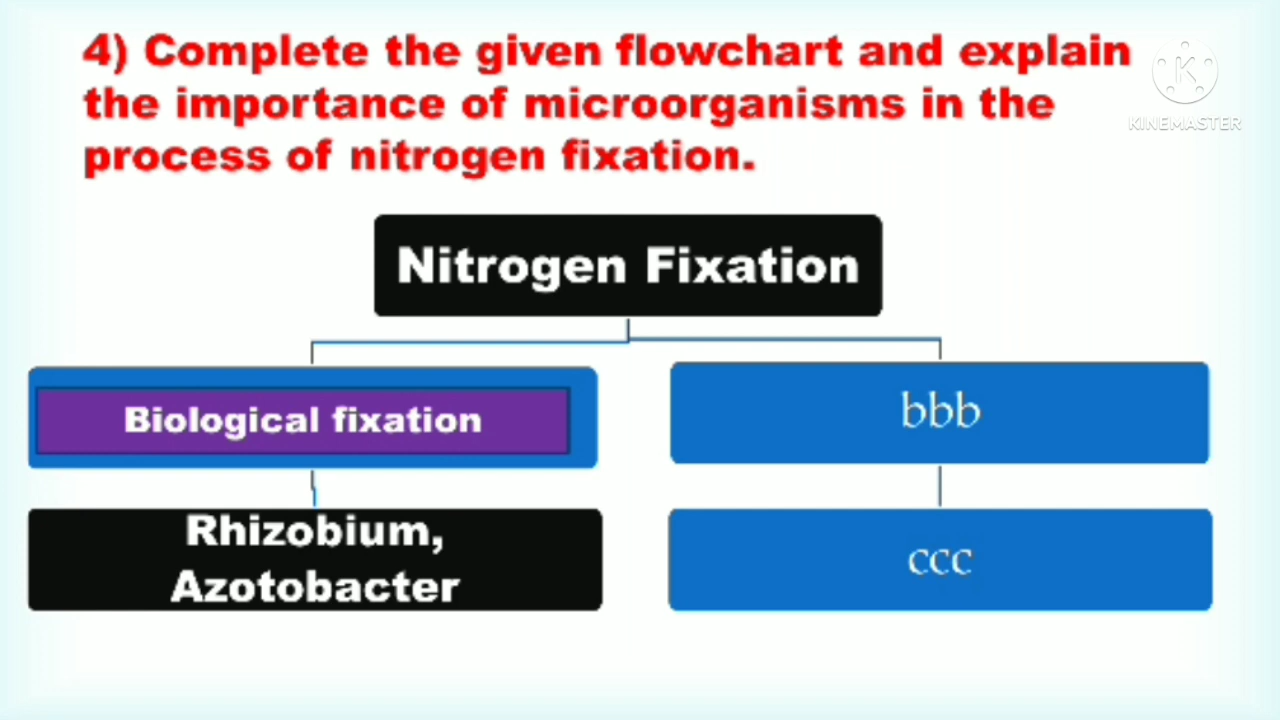 4) Complete the given flowchart and explain
the importance of microorganisms in the
process of nitrogen fixation.
KINEMASTER
Nitrogen Fixation
Biological fixation
bbb
Rhizobium,
Azotobacter
ccc